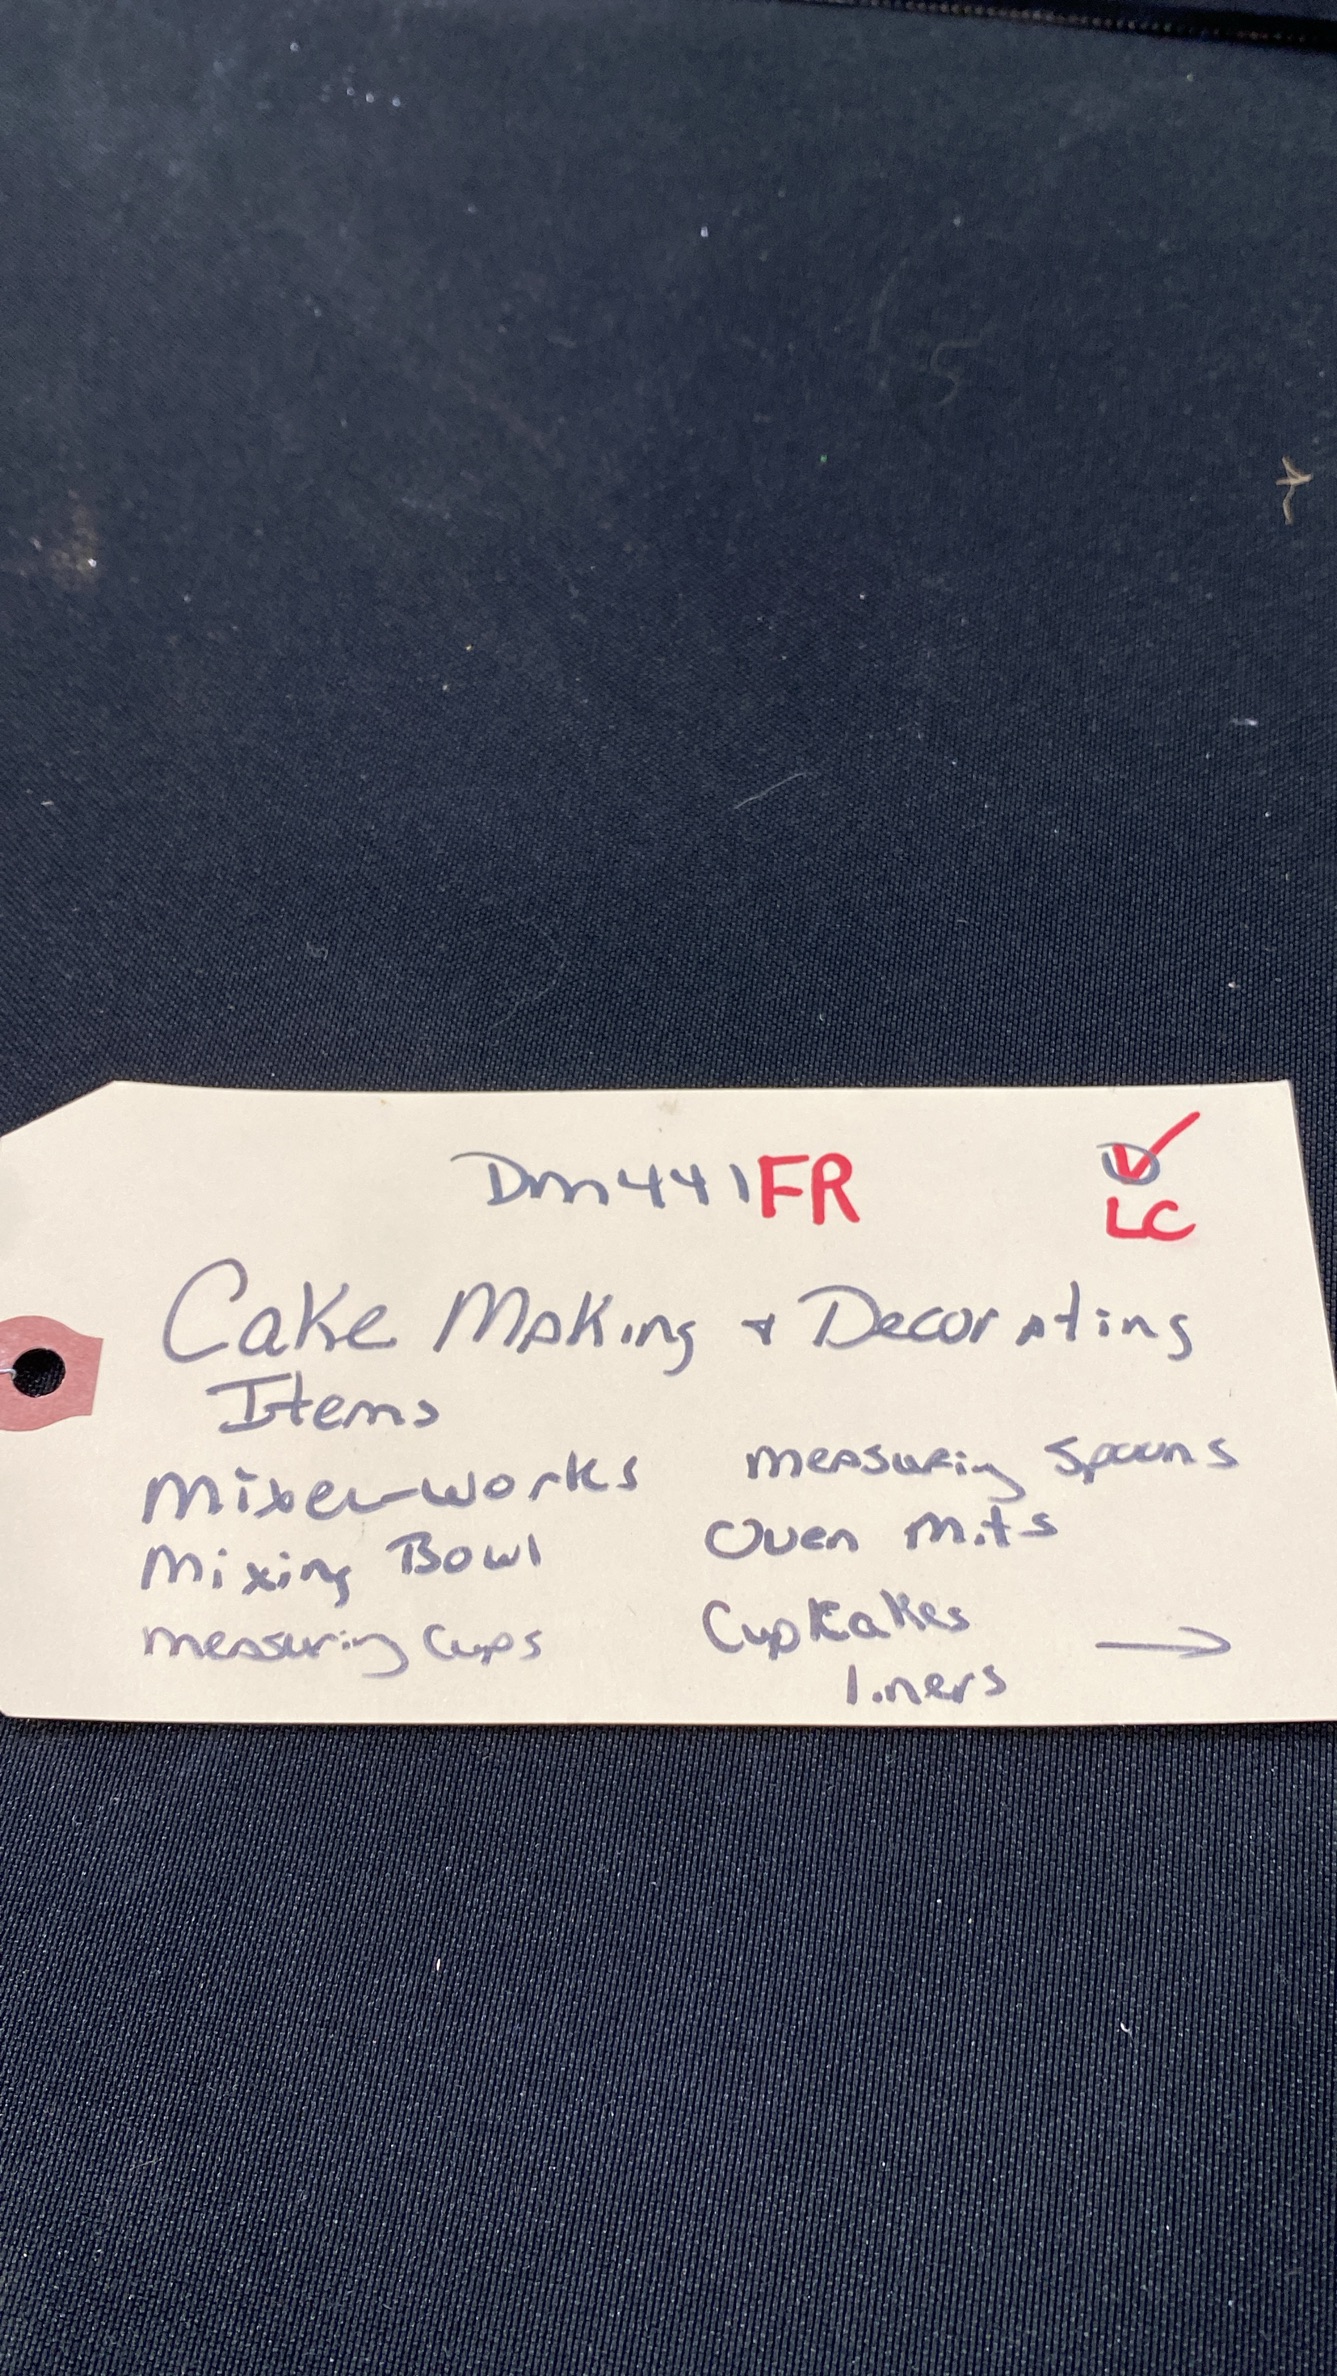 Dm441FR
✓
LC
Cake Making + Decorating
Items
Mixer-works
Mixing Bowl
measuring Cups
measuring Spoons
Oven mits
CupKakes
liners →